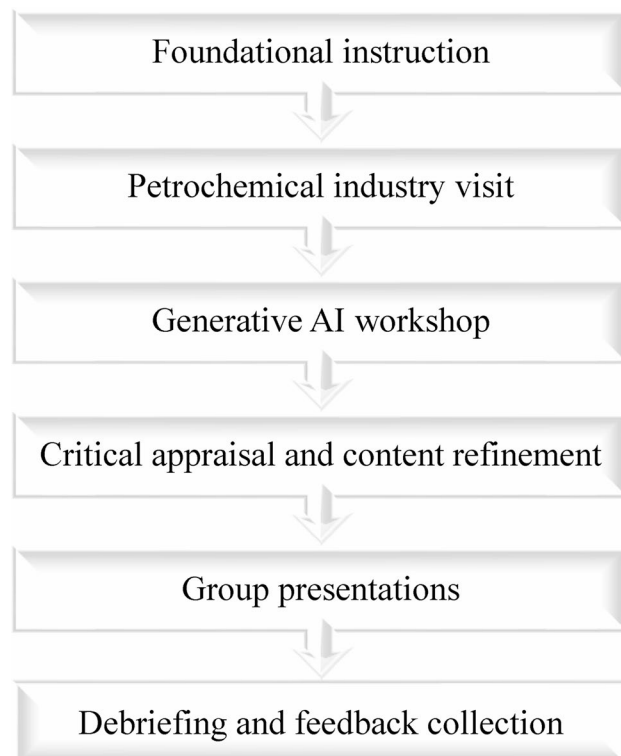 Foundational instruction
Petrochemical industry visit
Generative AI workshop
Critical appraisal and content refinement
Group presentations
Debriefing and feedback collection